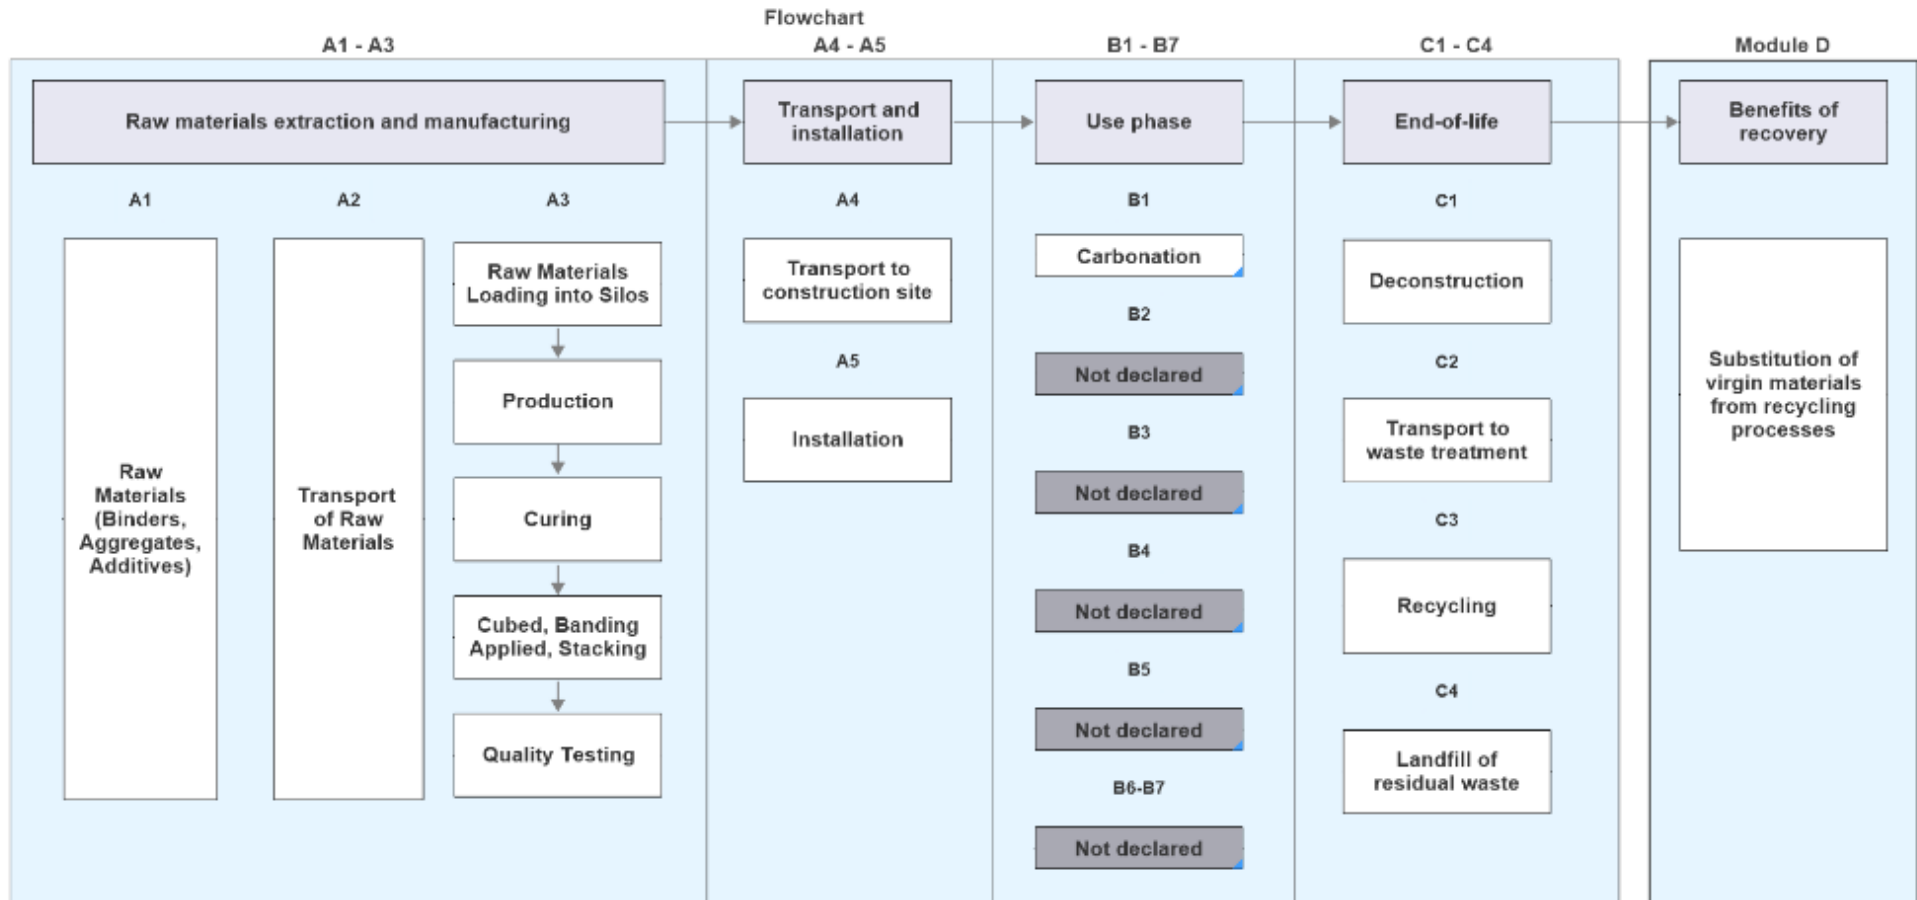 Flowchart
A1 - A3
A4 - A5
B1 - B7
C1 - C4
Module D
Raw materials extraction and manufacturing
Transport and
installation
Use phase
End-of-life
Benefits of
recovery
A1
Raw
Materials
(Binders,
Aggregates,
Additives)
A2
Transport
of Raw
Materials
A3
Raw Materials
Loading into Silos
Production
Curing
Cubed, Banding
Applied, Stacking
Quality Testing
A4
Transport to
construction site
A5
Installation
B1
Carbonation
B2
Not declared
B3
Not declared
B4
Not declared
B5
Not declared
B6-B7
Not declared
C1
Deconstruction
C2
Transport to
waste treatment
C3
Recycling
C4
Landfill of
residual waste
Substitution of
virgin materials
from recycling
processes